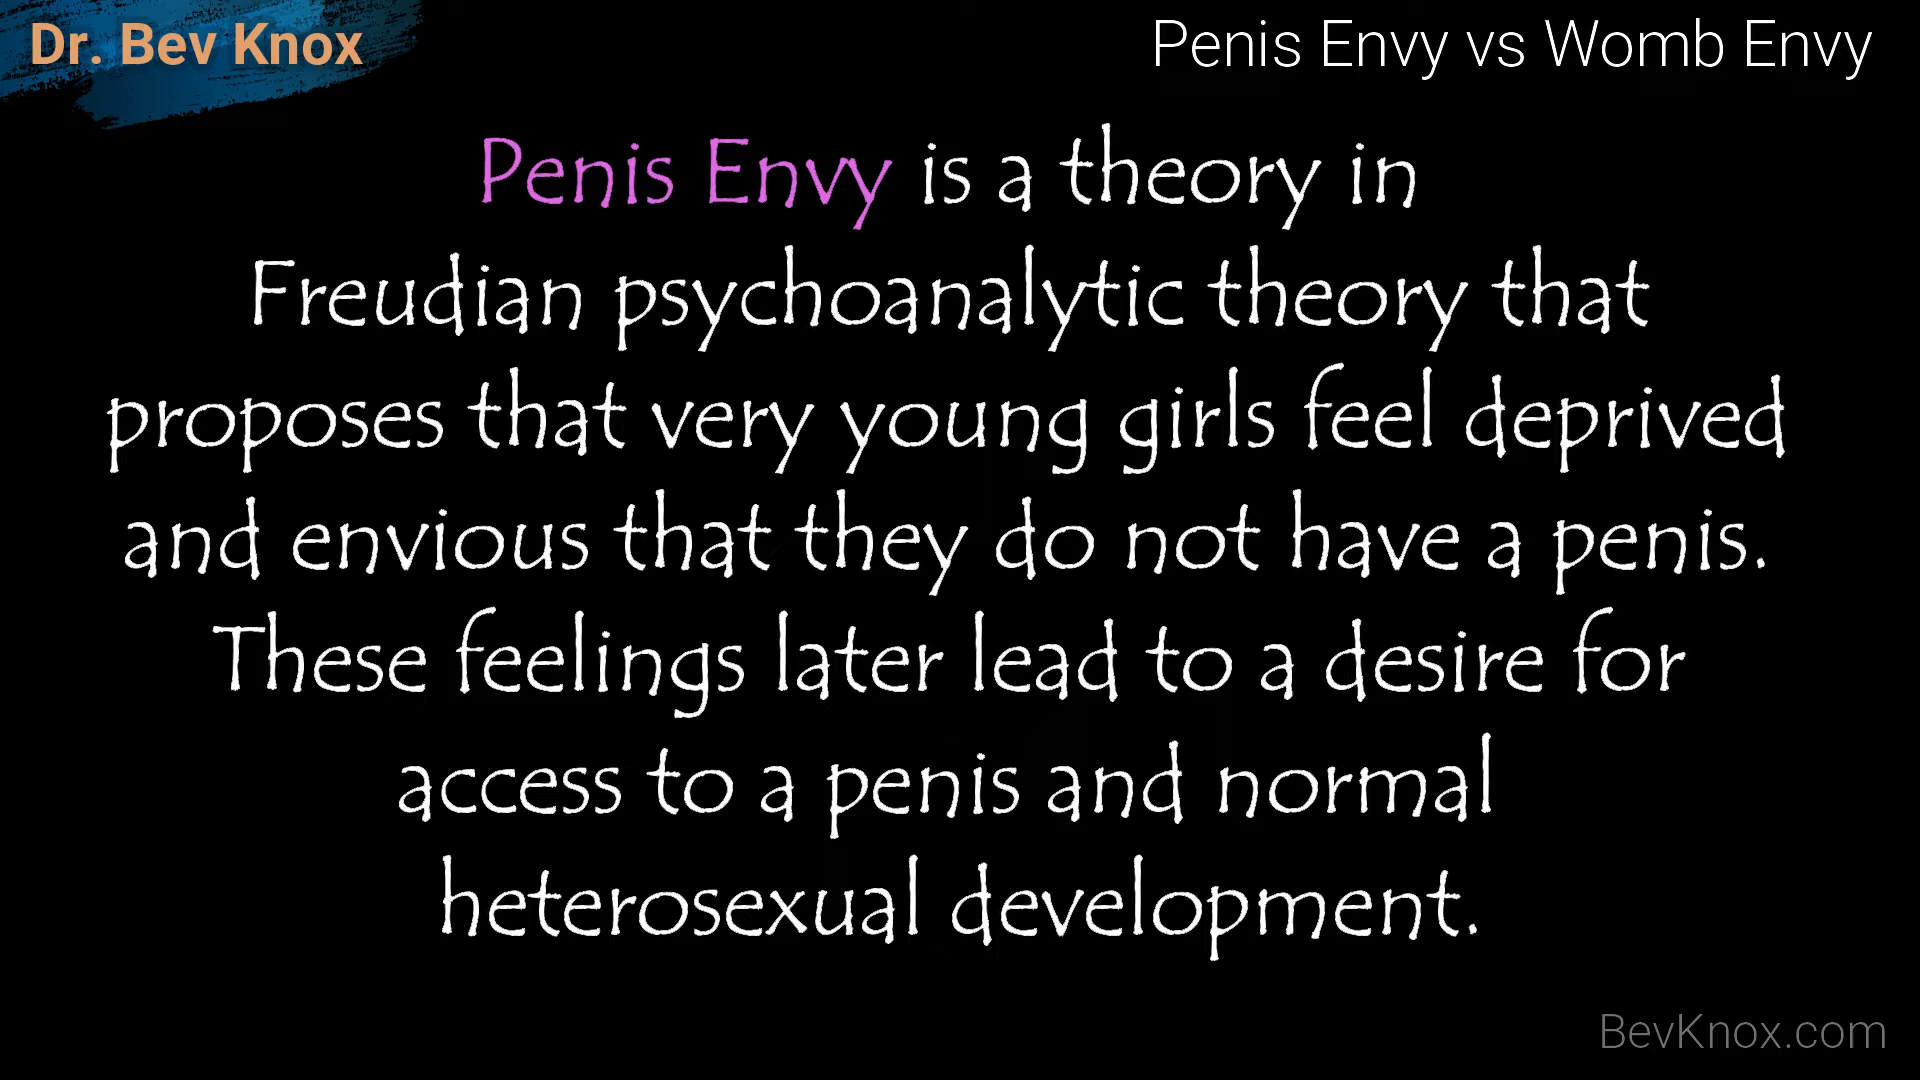 Dr. Bev Knox
Penis Envy vs Womb Envy
Penis Envy is a theory in
Freudian psychoanalytic theory that
proposes that very young girls feel deprived
and envious that they do not have a penis.
These feelings later lead to a desire for
access to a penis and normal
heterosexual development.
BevKnox.com